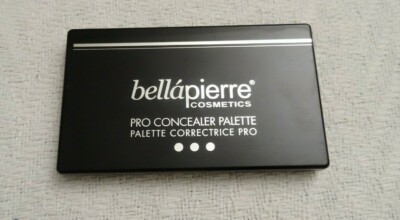 bellápierre®
COSMETICS
PRO CONCEALER PALETTE
PALETTE CORRECTRICE PRO